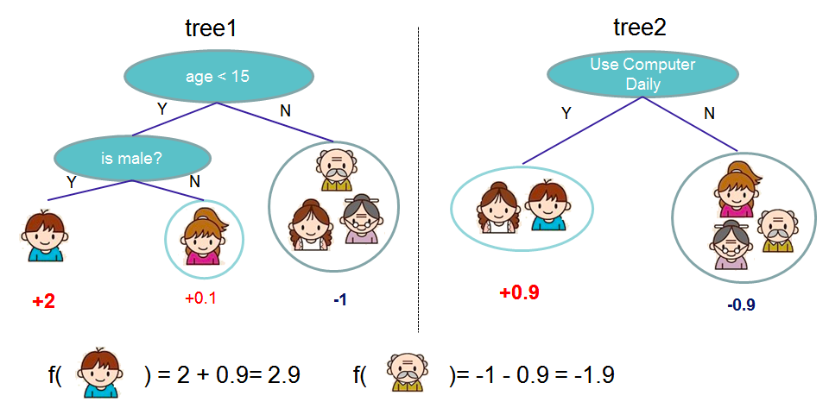 tree1
tree2
age < 15
Use Computer
Daily
Y
N
Y
N
is male?
Y
N
+2
+0.1
-1
+0.9
-0.9
f( ) = 2 + 0.9= 2.9
f( )= -1 - 0.9 = -1.9